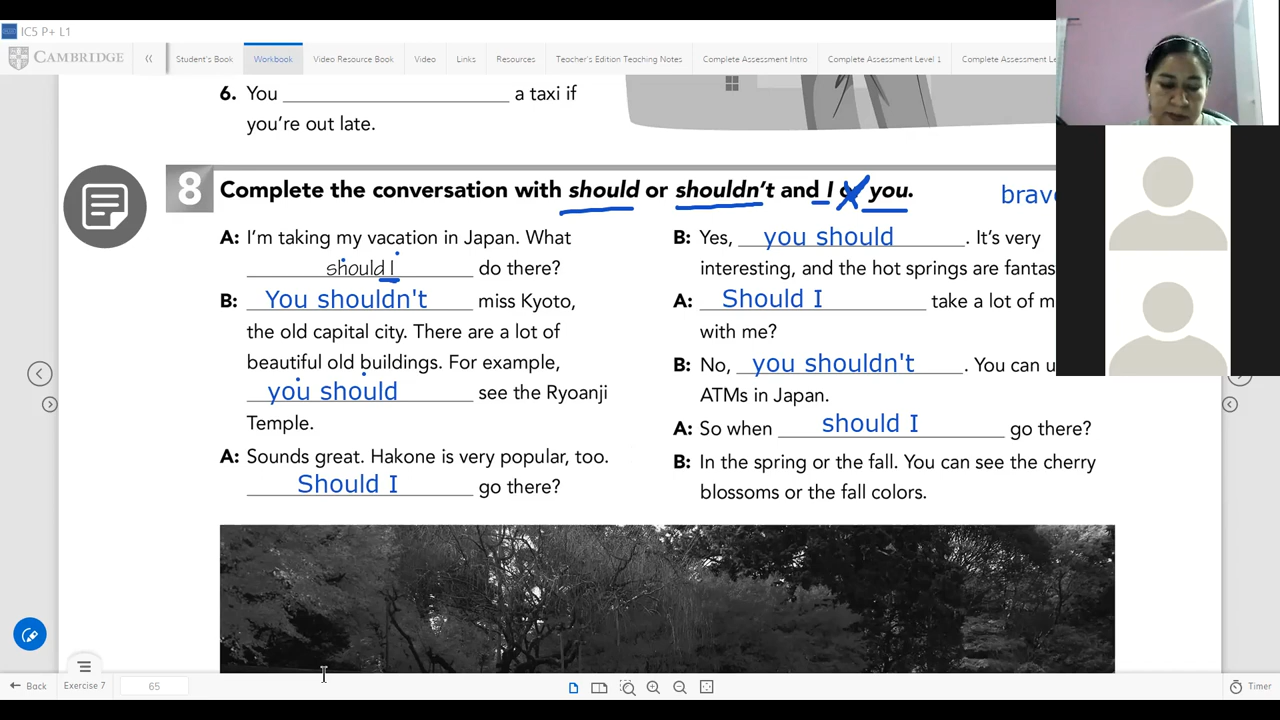 IC5 P+ L1
CAMBRIDGE
Student's Book
Workbook
Video Resource Book
Video
Links
Resources
Teacher's Edition Teaching Notes
Complete Assessment Intro
Complete Assessment Level 1
Complete Assessment Le
6. You ____ a taxi if
you're out late.
8 Complete the conversation with should or shouldn't and I or you.
brav
A: I'm taking my vacation in Japan. What
should I do there?
B: You shouldn't miss Kyoto,
the old capital city. There are a lot of
beautiful old buildings. For example,
you should see the Ryoanji
Temple.
A: Sounds great. Hakone is very popular, too.
Should I go there?
B: Yes, you should. It's very
interesting, and the hot springs are fantas
A: Should I take a lot of m
with me?
B: No, you shouldn't. You can u
ATMs in Japan.
A: So when should I go there?
B: In the spring or the fall. You can see the cherry
blossoms or the fall colors.
Back
Exercise 7
65
Timer